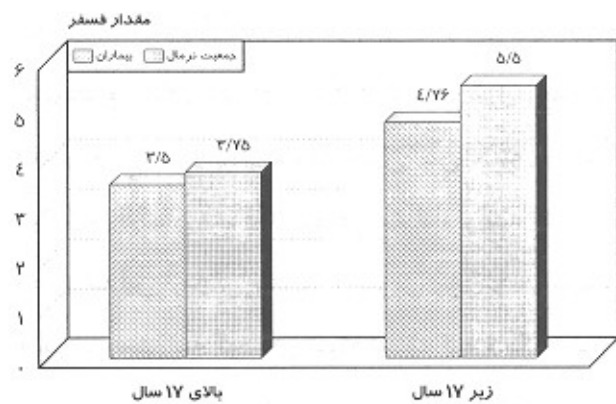 مقدار فسفر
جمعیت نرمال بیماران
۶
۵
۴
۳
۲
۱
۰
۳/۵
۳/۷۵
۴/۷۶
۵/۵
بالای ۱۷ سال
زیر ۱۷ سال